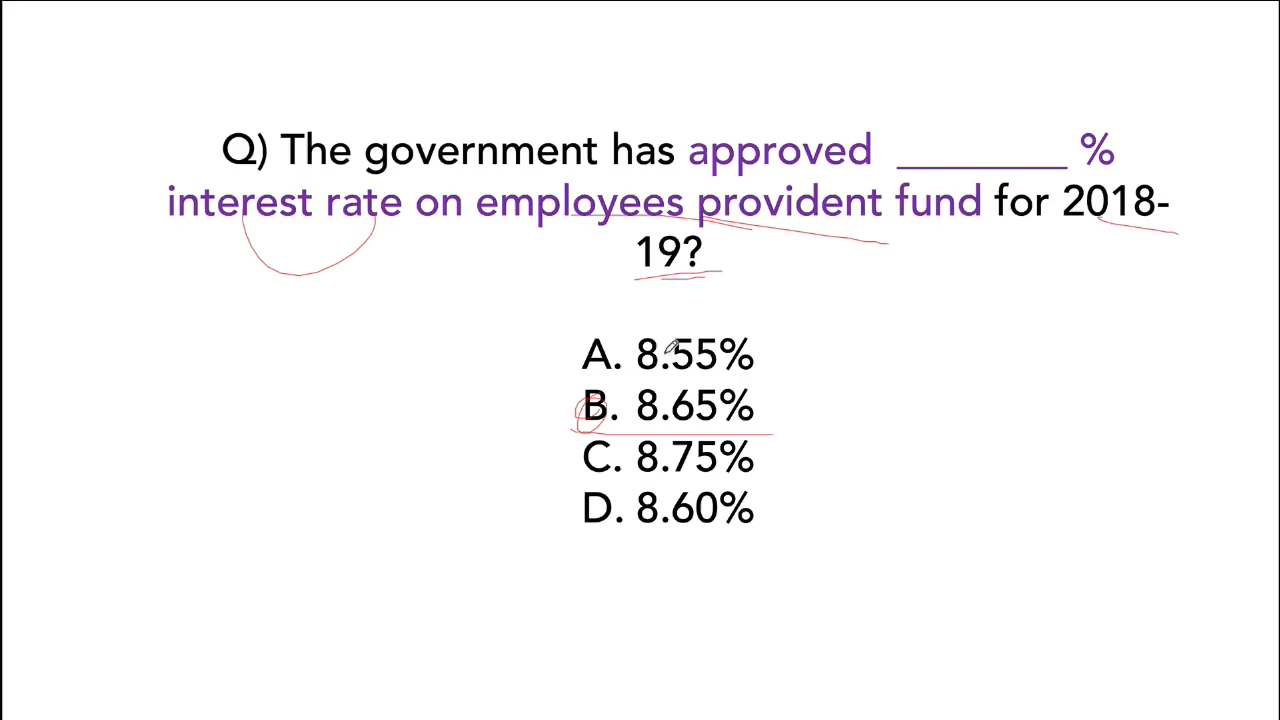 Q) The government has approved ________ %
interest rate on employees provident fund for 2018-
19?
A. 8.55%
B. 8.65%
C. 8.75%
D. 8.60%